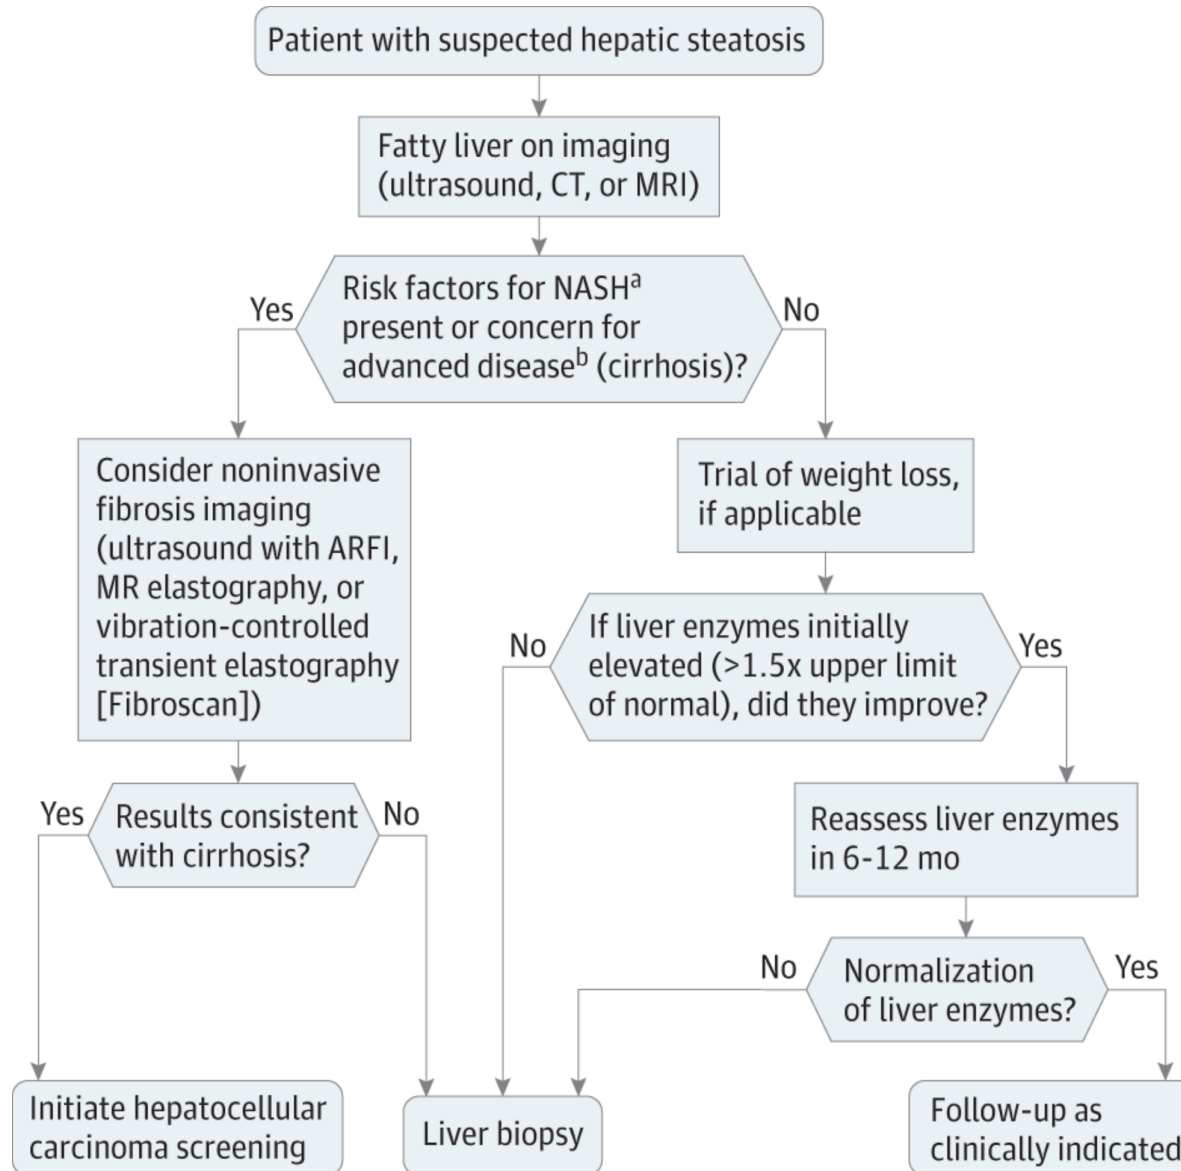 Patient with suspected hepatic steatosis
Fatty liver on imaging
(ultrasound, CT, or MRI)
Yes
Risk factors for NASHa
present or concern for
advanced diseaseb (cirrhosis)?
No
Consider noninvasive
fibrosis imaging
(ultrasound with ARFI,
MR elastography, or
vibration-controlled
transient elastography
[Fibroscan])
Trial of weight loss,
if applicable
No
If liver enzymes initially
elevated (>1.5x upper limit
of normal), did they improve?
Yes
Yes
Results consistent
with cirrhosis?
No
Reassess liver enzymes
in 6-12 mo
No
Normalization
of liver enzymes?
Yes
Initiate hepatocellular
carcinoma screening
Liver biopsy
Follow-up as
clinically indicated